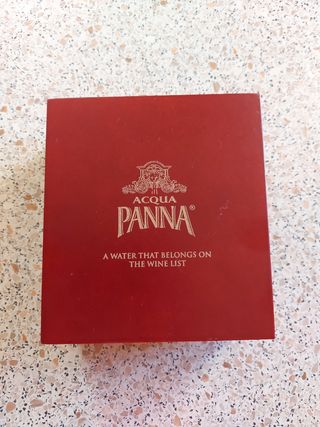 ACQUA
PANNA®
A WATER THAT BELONGS ON
THE WINE LIST